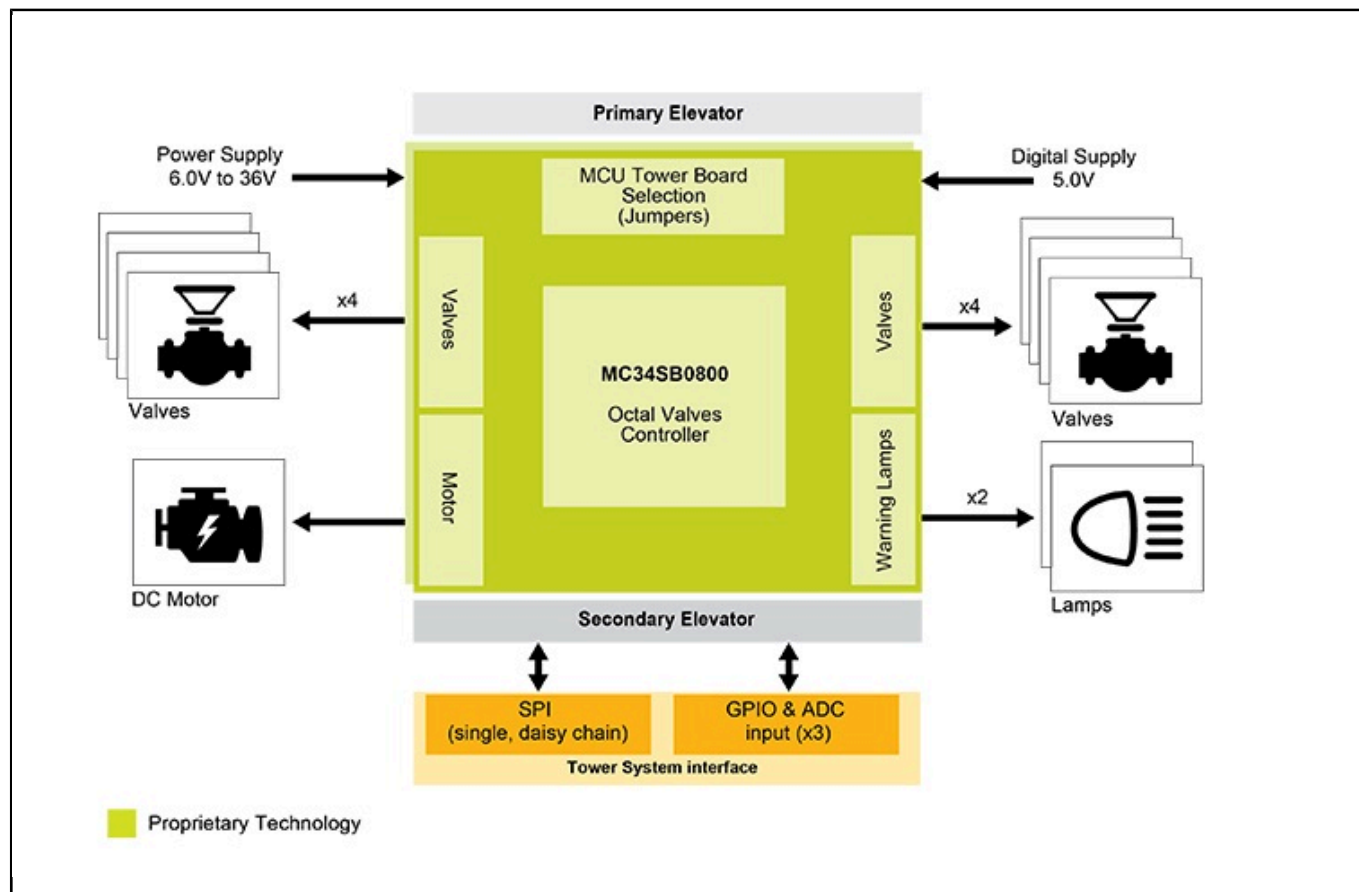 Primary Elevator
Power Supply
6.0V to 36V
Digital Supply
5.0V
MCU Tower Board
Selection
(Jumpers)
Valves
x4
Valves
Valves
x4
Valves
MC34SB0800
Octal Valves
Controller
Motor
DC Motor
Warning Lamps
x2
Lamps
Secondary Elevator
SPI
(single, daisy chain)
GPIO & ADC
input (x3)
Tower System interface
Proprietary Technology